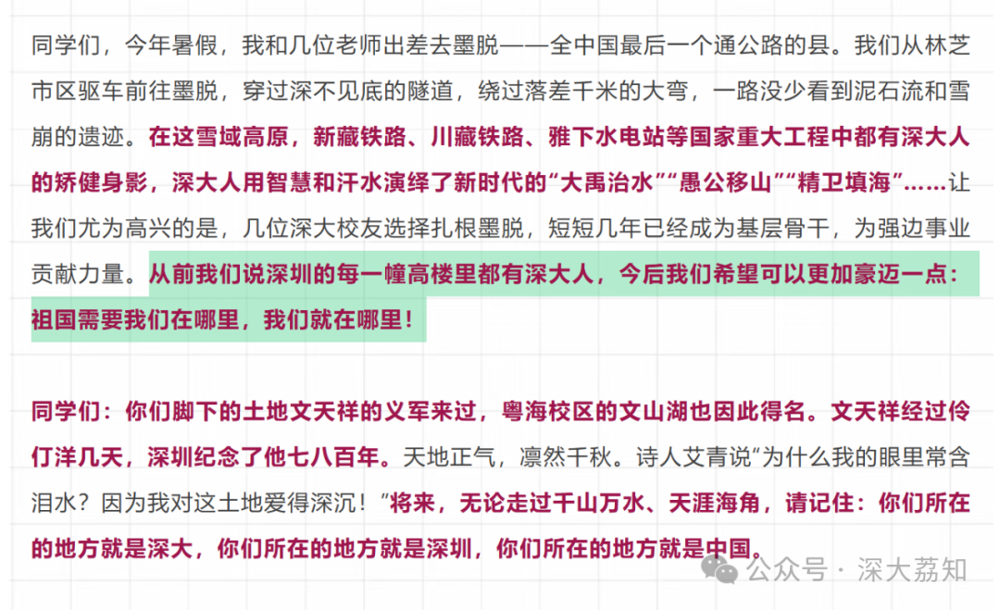 同学们，今年暑假，我和几位老师出差去墨脱——全中国最后一个通公路的县。我们从林芝
市区驱车前往墨脱，穿过深不见底的隧道，绕过落差千米的大弯，一路没少看到泥石流和雪
崩的遗迹。在这雪域高原，新藏铁路、川藏铁路、雅下水电站等国家重大工程中都有深大人
的矫健身影，深大人用智慧和汗水演绎了新时代的“大禹治水”“愚公移山”“精卫填海”……让
我们尤为高兴的是，几位深大校友选择扎根墨脱，短短几年已经成为基层骨干，为强边事业
贡献力量。从前我们说深圳的每一幢高楼里都有深大人，今后我们希望可以更加豪迈一点：
祖国需要我们在哪里，我们就在哪里！
同学们：你们脚下的土地文天祥的义军来过，粤海校区的文山湖也因此得名。文天祥经过伶
仃洋几天，深圳纪念了他七八百年。天地正气，凛然千秋。诗人艾青说“为什么我的眼里常含
泪水？因为我对这土地爱得深沉！”将来，无论走过千山万水、天涯海角，请记住：你们所在
的地方就是深大，你们所在的地方就是深圳，你们所在的地方就是中国。
公众号 · 深大荔知